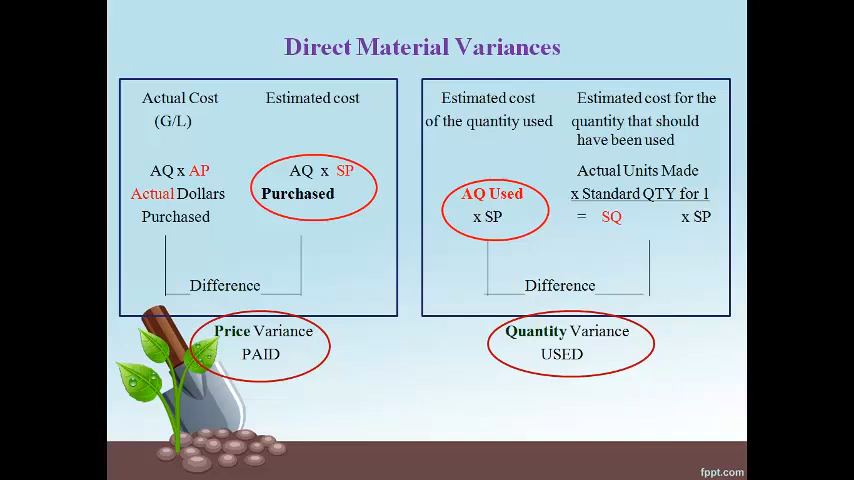 Direct Material Variances
Actual Cost
(G/L)
Estimated cost
AQ x AP
Actual Dollars
Purchased
AQ x SP
Purchased
Difference
Price Variance
PAID
Estimated cost
of the quantity used
Estimated cost for the
quantity that should
have been used
AQ Used
x SP
Actual Units Made
x Standard QTY for 1
= SQ x SP
Difference
Quantity Variance
USED
fppt.com